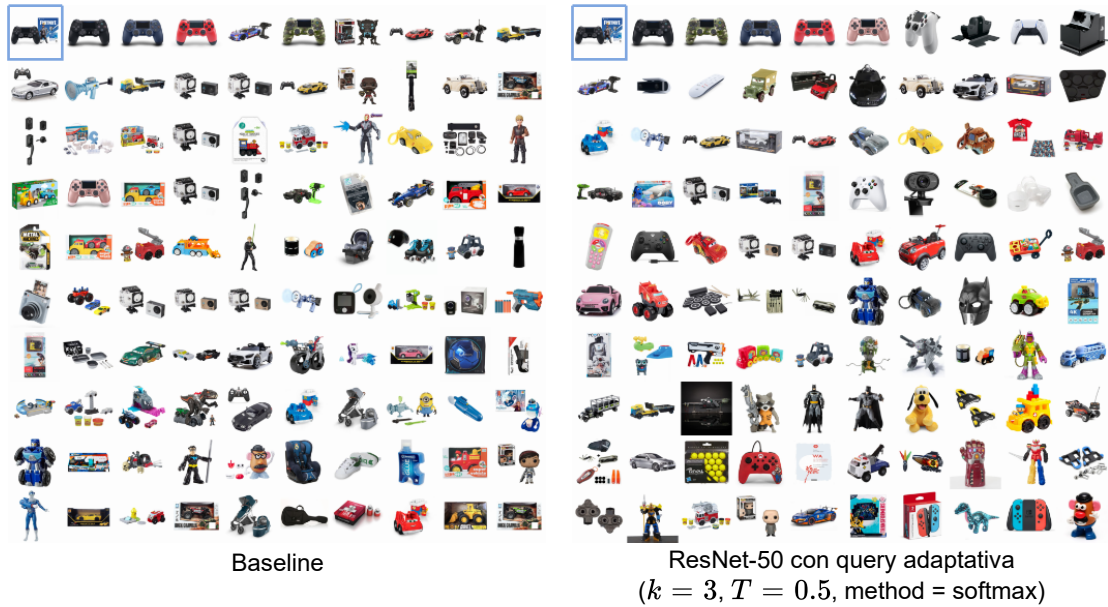 Baseline
ResNet-50 con query adaptativa
(k = 3, T = 0.5, method = softmax)